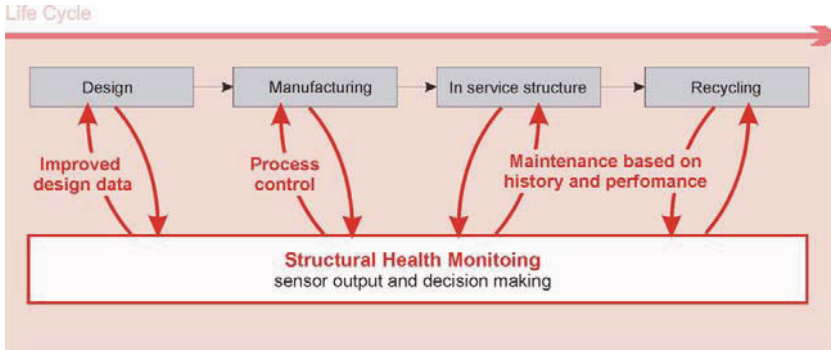 Life Cycle
Design
Manufacturing
In service structure
Recycling
Improved
design data
Process
control
Maintenance based on
history and perfomance
Structural Health Monitoing
sensor output and decision making